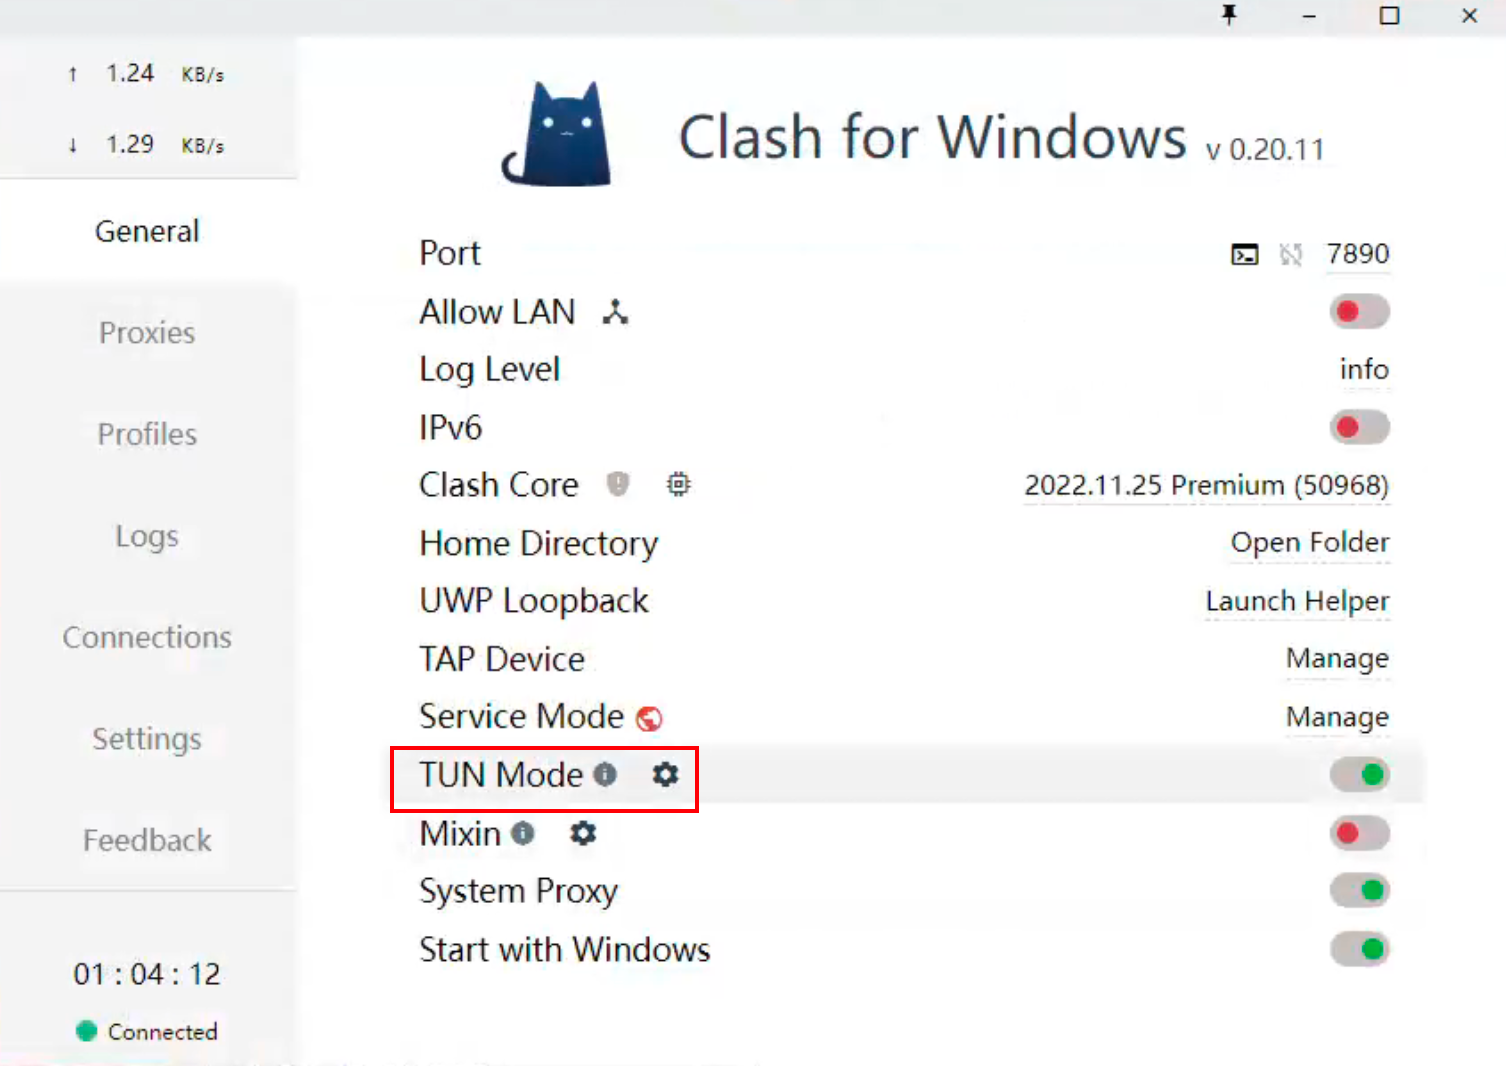 ↑ 1.24 KB/s
↓ 1.29 KB/s
General
Proxies
Profiles
Logs
Connections
Settings
Feedback
01 : 04 : 12
Connected
Clash for Windows v 0.20.11
Port 7890
Allow LAN
Log Level info
IPv6
Clash Core 2022.11.25 Premium (50968)
Home Directory Open Folder
UWP Loopback Launch Helper
TAP Device Manage
Service Mode Manage
TUN Mode
Mixin
System Proxy
Start with Windows